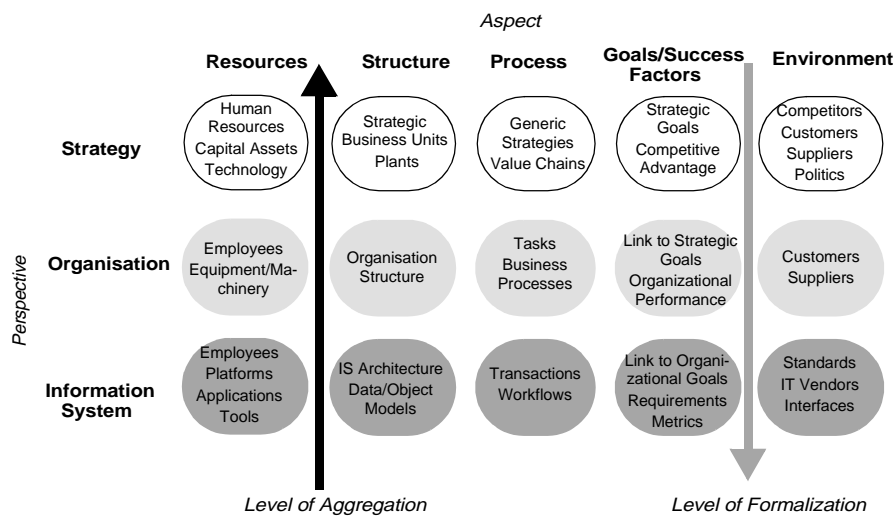 Aspect
Resources
Structure
Process
Goals/Success
Factors
Environment
Perspective
Strategy
Human
Resources
Capital Assets
Technology
Strategic
Business Units
Plants
Generic
Strategies
Value Chains
Strategic
Goals
Competitive
Advantage
Competitors
Customers
Suppliers
Politics
Organisation
Employees
Equipment/Ma-
chinery
Organisation
Structure
Tasks
Business
Processes
Link to Strategic
Goals
Organizational
Performance
Customers
Suppliers
Information
System
Employees
Platforms
Applications
Tools
IS Architecture
Data/Object
Models
Transactions
Workflows
Link to Organi-
zational Goals
Requirements
Metrics
Standards
IT Vendors
Interfaces
Level of Aggregation
Level of Formalization